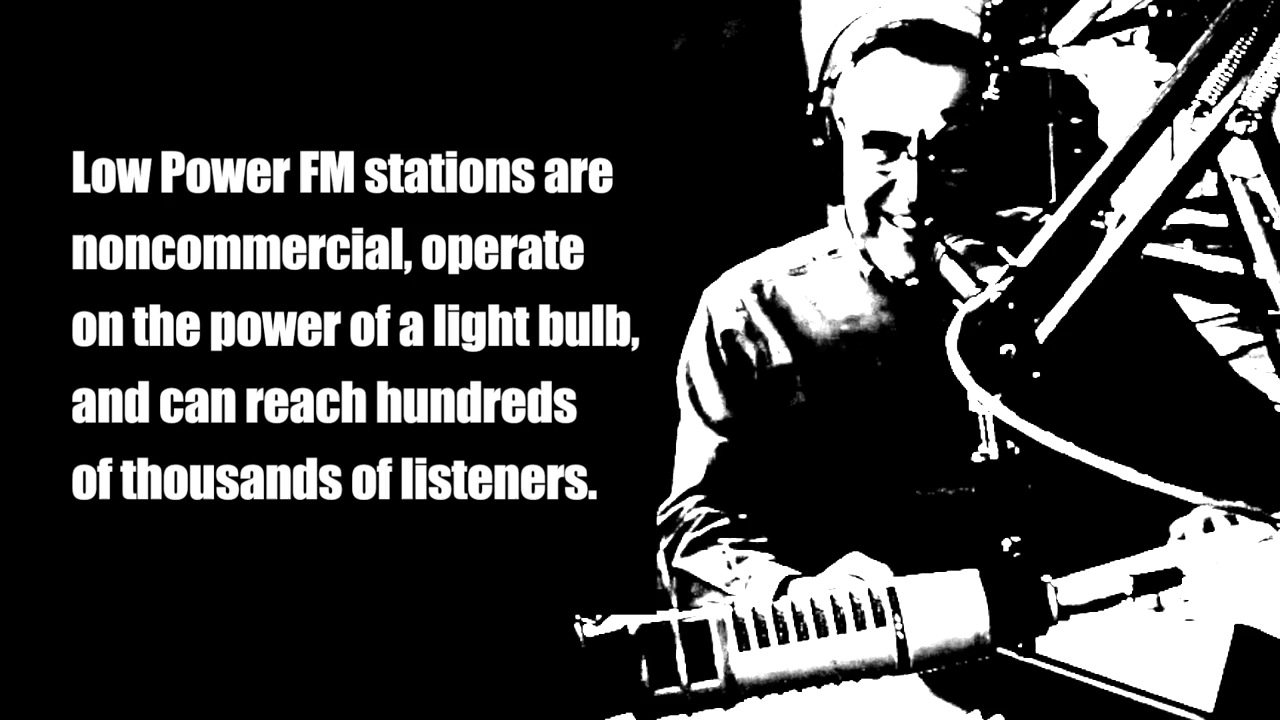 Low Power FM stations are
noncommercial, operate
on the power of a light bulb,
and can reach hundreds
of thousands of listeners.